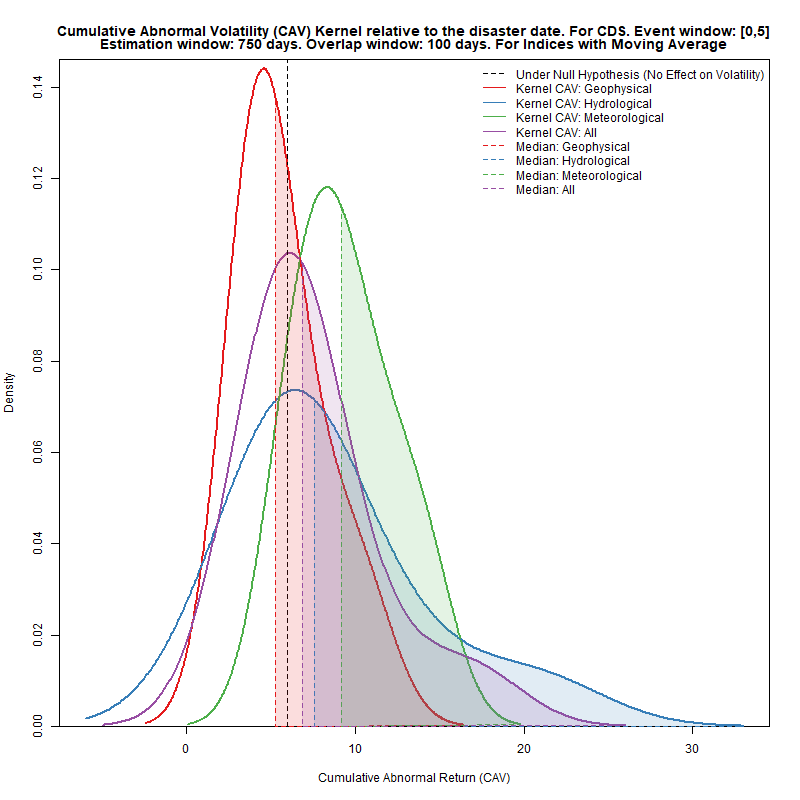 Cumulative Abnormal Volatility (CAV) Kernel relative to the disaster date. For CDS. Event window: [0,5]
Estimation window: 750 days. Overlap window: 100 days. For Indices with Moving Average
Under Null Hypothesis (No Effect on Volatility)
Kernel CAV: Geophysical
Kernel CAV: Hydrological
Kernel CAV: Meteorological
Kernel CAV: All
Median: Geophysical
Median: Hydrological
Median: Meteorological
Median: All
Density
0.14
0.12
0.10
0.08
0.06
0.04
0.02
0.00
0
10
20
30
Cumulative Abnormal Return (CAV)